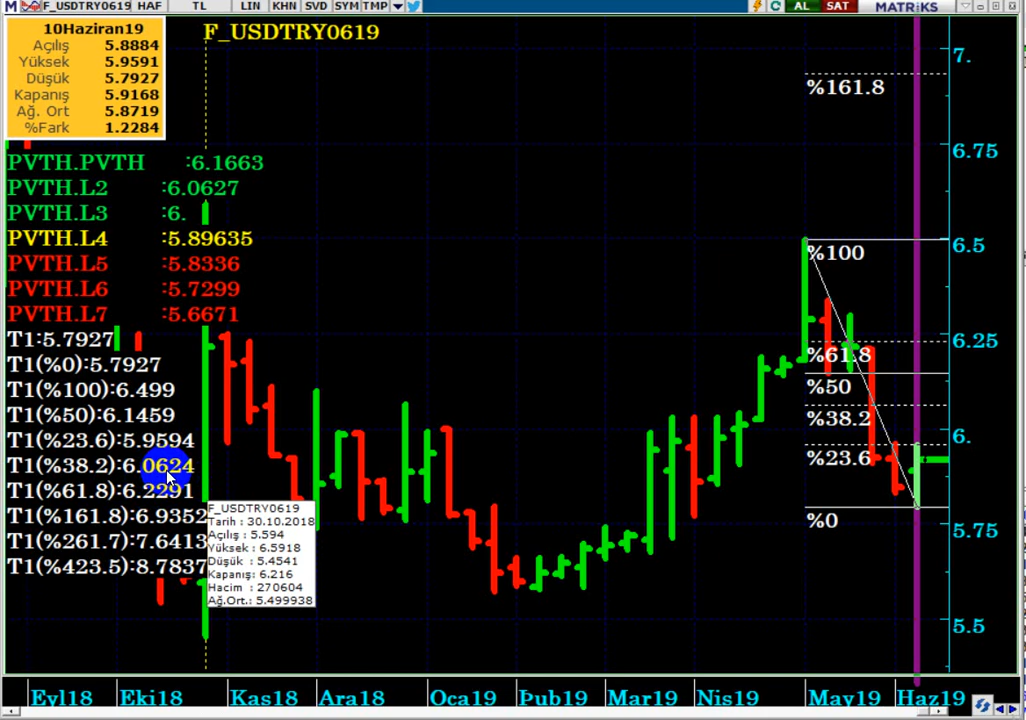 M F_USDTRY0619 HAF TL LIN KHN SVD SYM TMP AL SAT MATRiKS
10Haziran19
Açılış 5.8884
Yüksek 5.9591
Düşük 5.7927
Kapanış 5.9168
Ağ. Ort 5.8719
%Fark 1.2284
F_USDTRY0619
PVTH.PVTH :6.1663
PVTH.L2 :6.0627
PVTH.L3 :6.
PVTH.L4 :5.89635
PVTH.L5 :5.8336
PVTH.L6 :5.7299
PVTH.L7 :5.6671
T1:5.7927
T1(%0):5.7927
T1(%100):6.499
T1(%50):6.1459
T1(%23.6):5.9594
T1(%38.2):6.0624
T1(%61.8):6.2291
T1(%161.8):6.9352
T1(%261.7):7.6413
T1(%423.5):8.7837
F_USDTRY0619
Tarih : 30.10.2018
Açılış : 5.594
Yüksek : 6.5918
Düşük : 5.4541
Kapanış: 6.216
Hacim : 270604
Ağ.Ort.: 5.499938
%161.8
%100
%61.8
%50
%38.2
%23.6
%0
7.
6.75
6.5
6.25
6.
5.75
5.5
Eyl18 Eki18 Kas18 Ara18 Oca19 Þub19 Mar19 Nis19 May19 Haz19